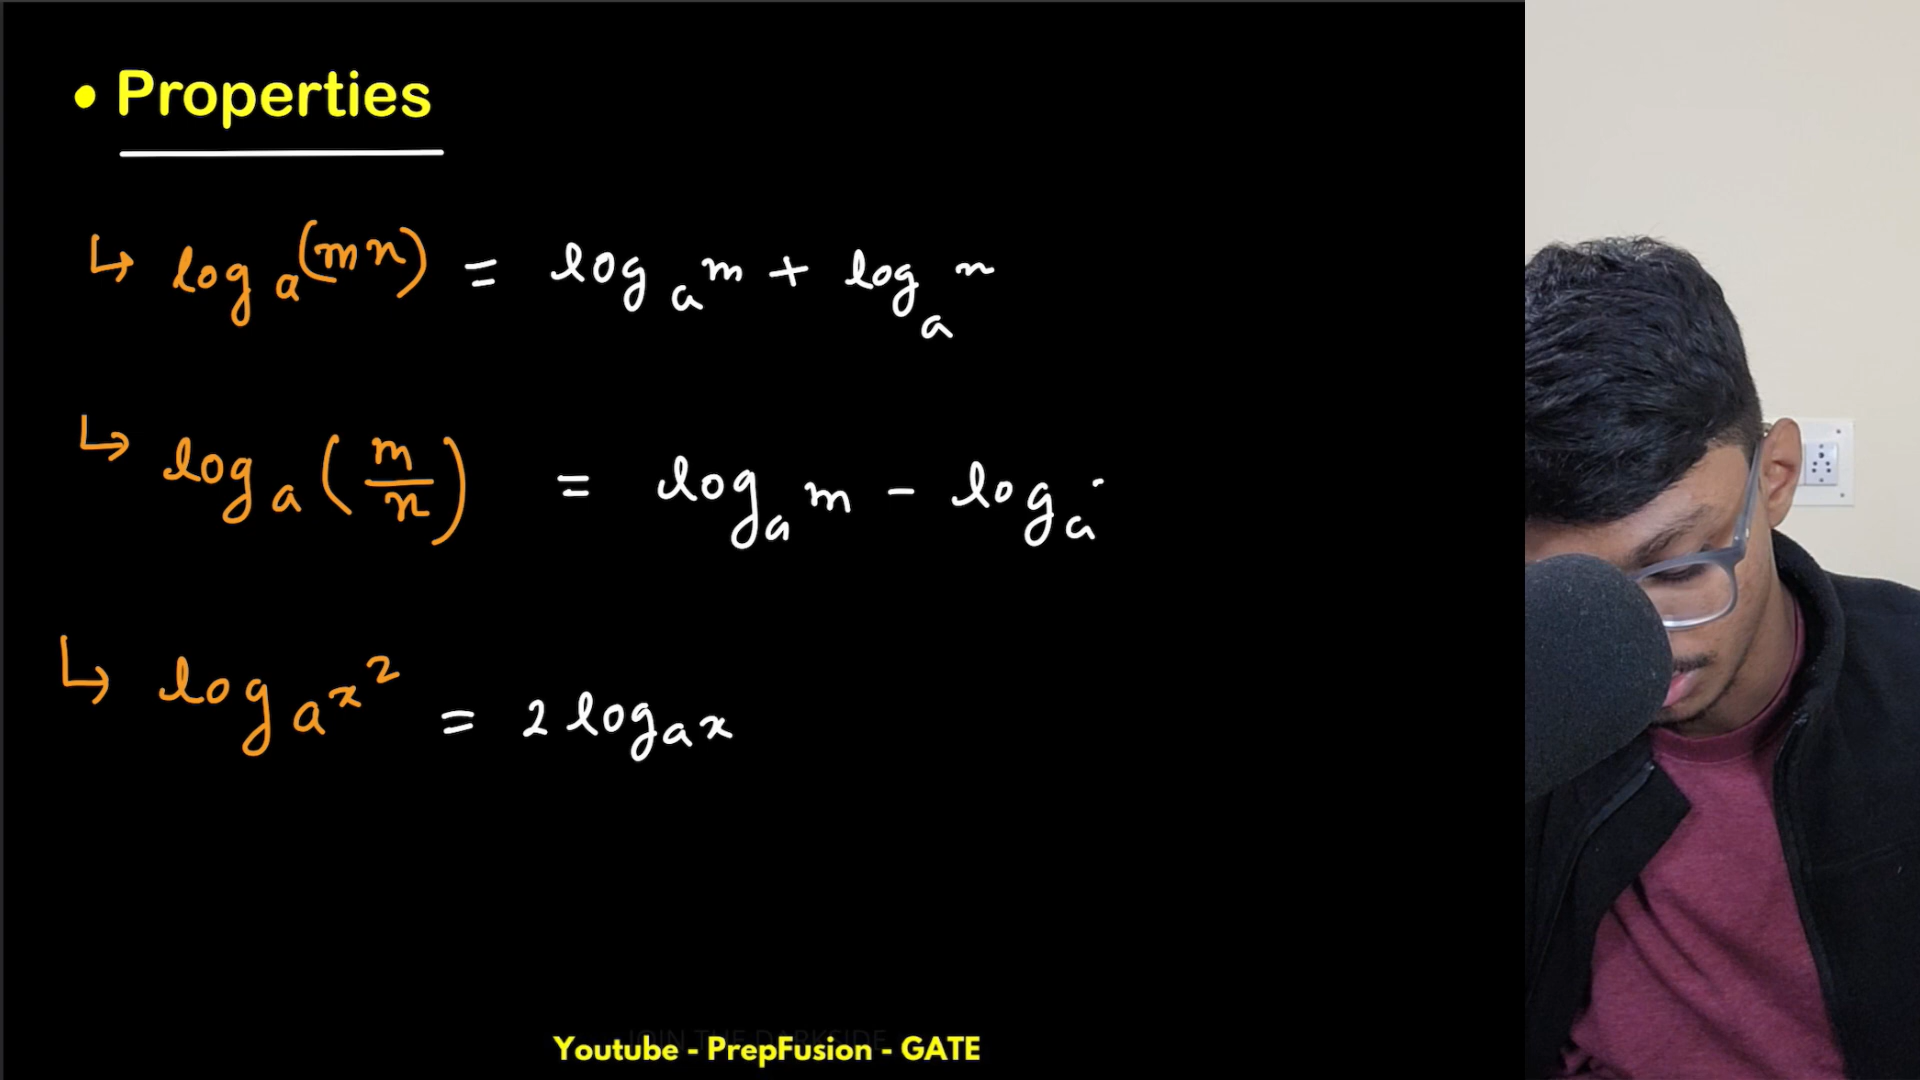 • Properties
↳ log a (mn) = log a m + log a n
↳ log a (m/n) = log a m - log a
↳ log a x² = 2 log a x
Youtube - PrepFusion - GATE